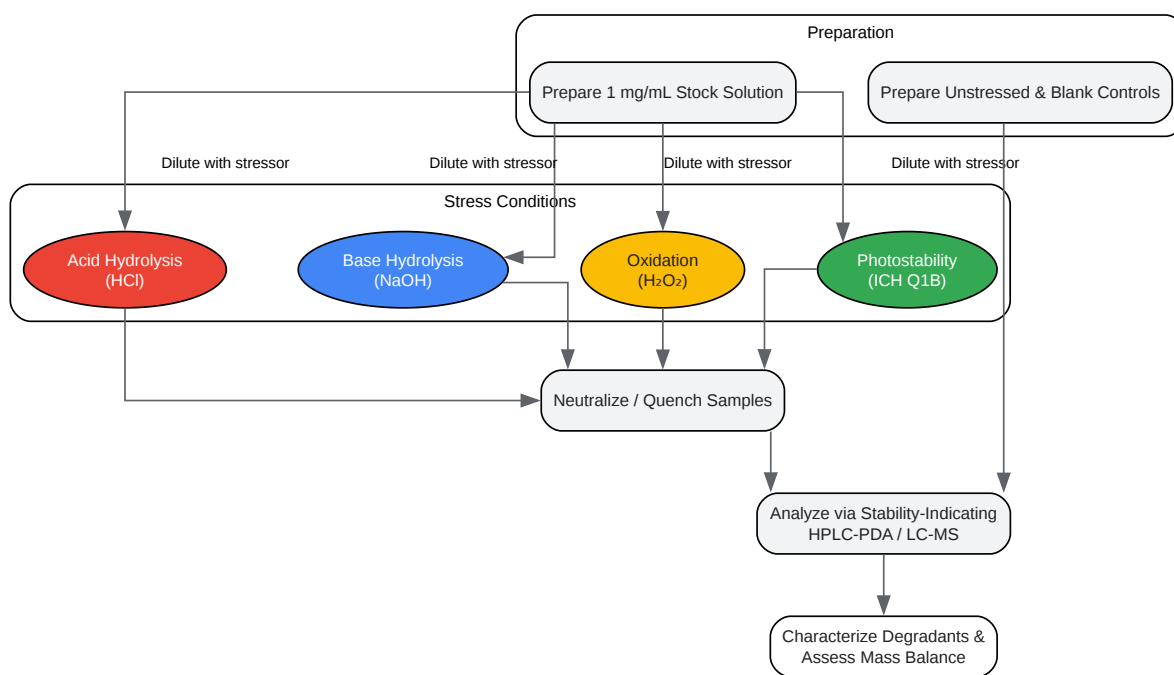 Preparation
Prepare 1 mg/mL Stock Solution
Prepare Unstressed & Blank Controls
Dilute with stressor
Dilute with stressor
Dilute with stressor
Dilute with stressor
Stress Conditions
Acid Hydrolysis
(HCl)
Base Hydrolysis
(NaOH)
Oxidation
(H₂O₂)
Photostability
(ICH Q1B)
Neutralize / Quench Samples
Analyze via Stability-Indicating
HPLC-PDA / LC-MS
Characterize Degradants &
Assess Mass Balance